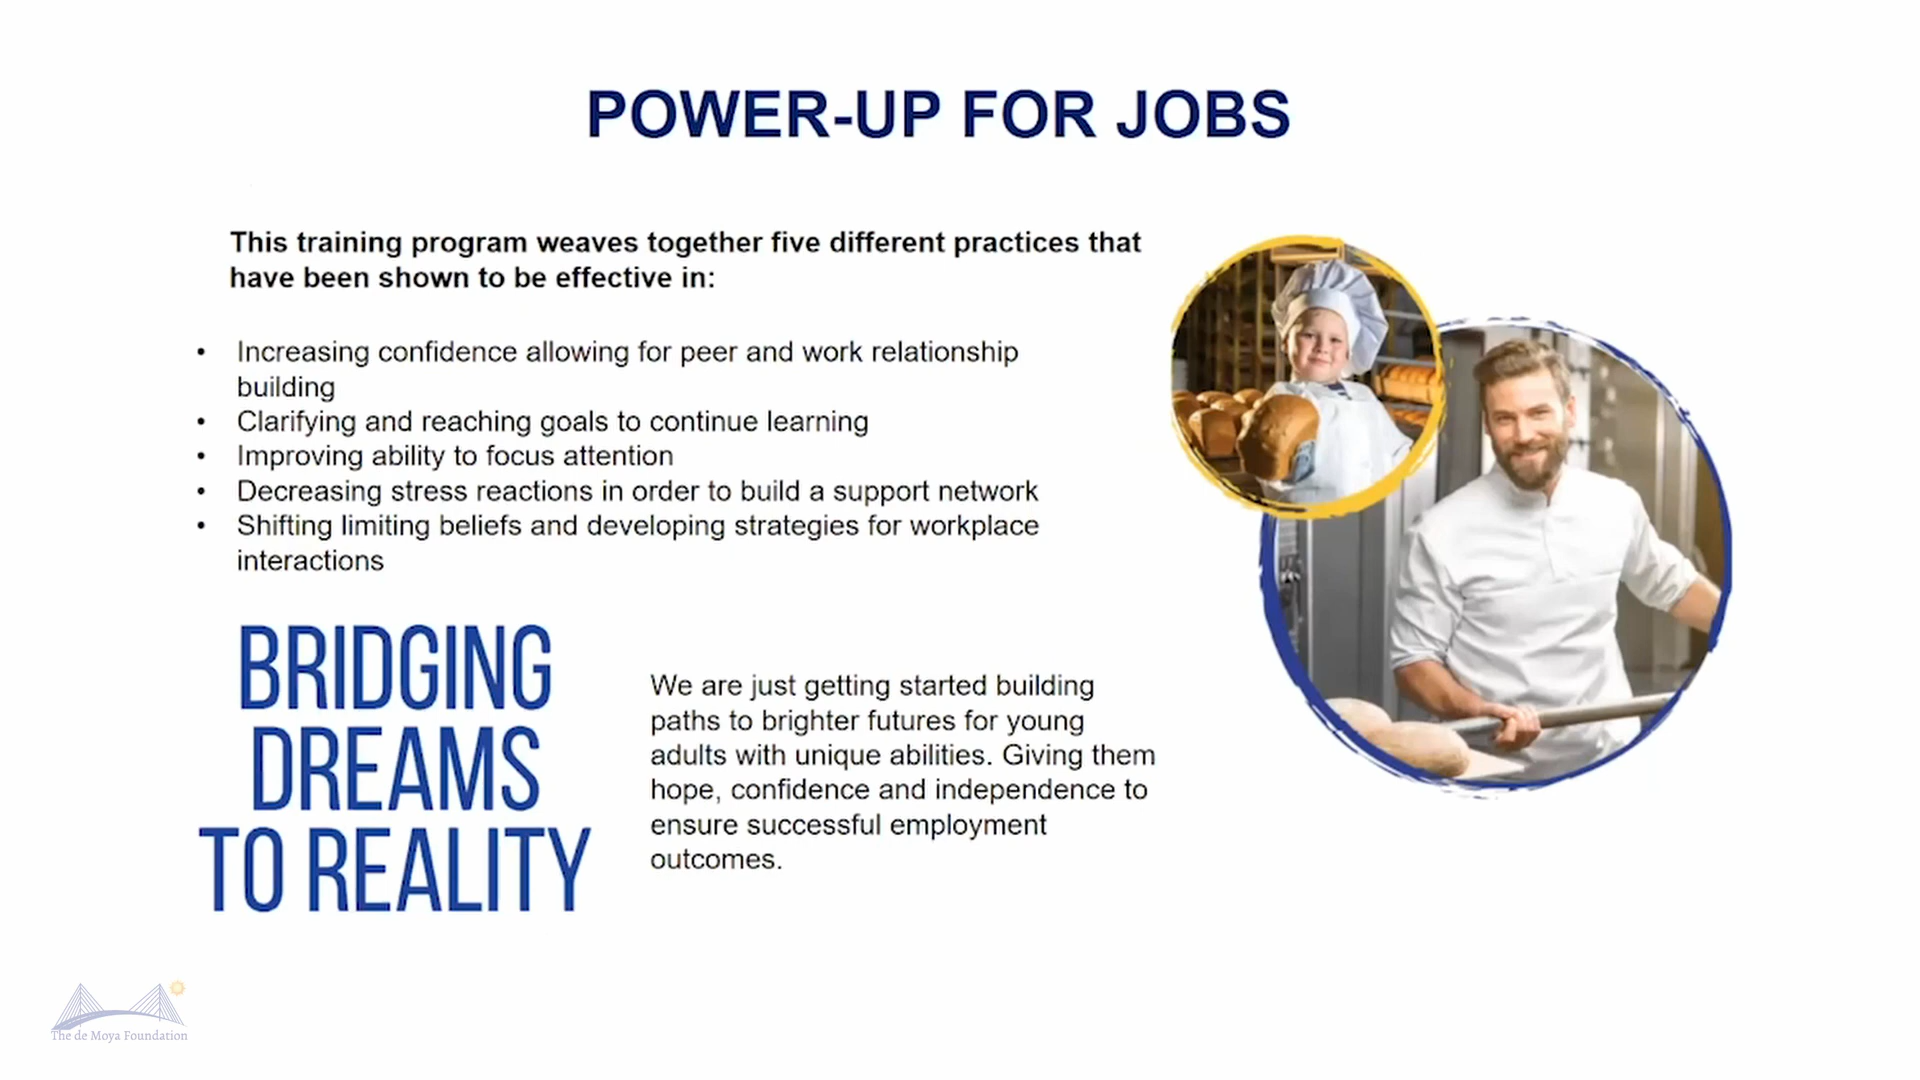 POWER-UP FOR JOBS
This training program weaves together five different practices that
have been shown to be effective in:
• Increasing confidence allowing for peer and work relationship
building
• Clarifying and reaching goals to continue learning
• Improving ability to focus attention
• Decreasing stress reactions in order to build a support network
• Shifting limiting beliefs and developing strategies for workplace
interactions
BRIDGING
DREAMS
TO REALITY
We are just getting started building
paths to brighter futures for young
adults with unique abilities. Giving them
hope, confidence and independence to
ensure successful employment
outcomes.
The de Moya Foundation